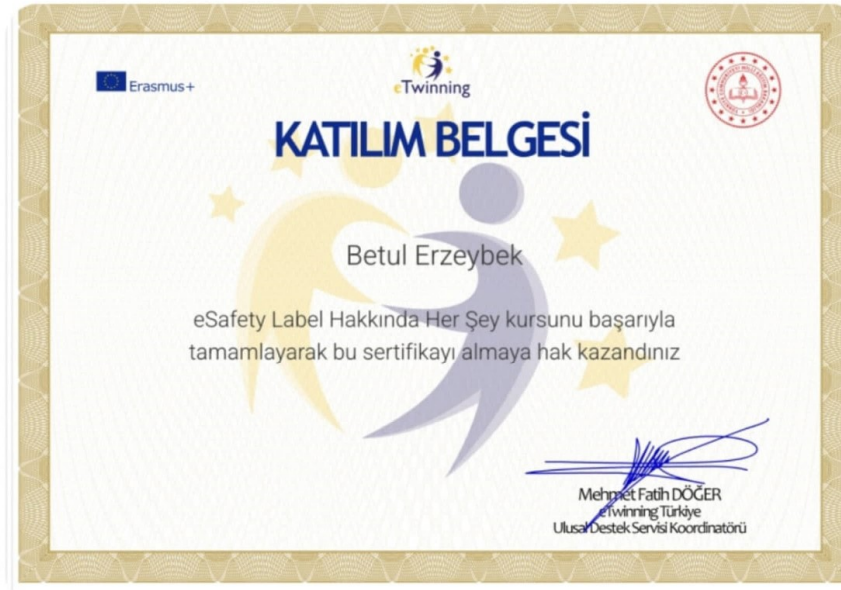 Erasmus+
eTwinning
KATILIM BELGESİ
Betul Erzeybek
eSafety Label Hakkında Her Şey kursunu başarıyla
tamamlayarak bu sertifikayı almaya hak kazandınız
Mehmet Fatih DÖĞER
eTwinning Türkiye
Ulusal Destek Servisi Koordinatörü